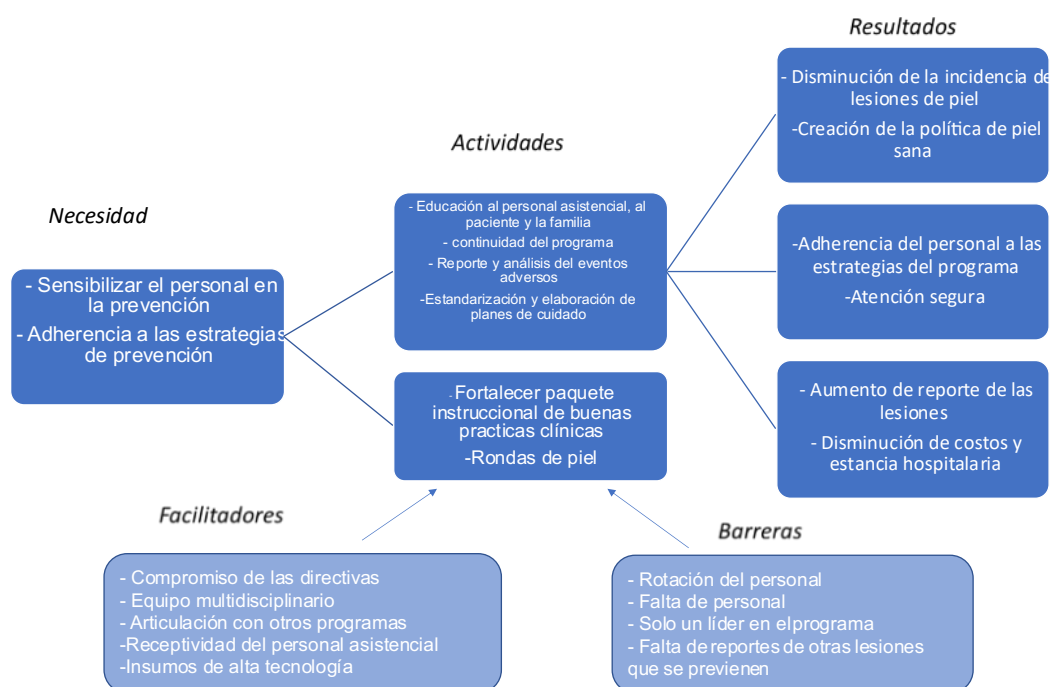 Resultados
- Disminución de la incidencia de
lesiones de piel
-Creación de la política de piel
sana
Actividades
- Educación al personal asistencial, al
paciente y la familia
- continuidad del programa
- Reporte y análisis del eventos
adversos
-Estandarización y elaboración de
planes de cuidado
Necesidad
- Sensibilizar el personal en
la prevención
- Adherencia a las estrategias
de prevención
-Adherencia del personal a las
estrategias del programa
-Atención segura
- Fortalecer paquete
instruccional de buenas
practicas clínicas
-Rondas de piel
- Aumento de reporte de las
lesiones
- Disminución de costos y
estancia hospitalaria
Facilitadores
- Compromiso de las directivas
- Equipo multidisciplinario
- Articulación con otros programas
-Receptividad del personal asistencial
-Insumos de alta tecnología
Barreras
- Rotación del personal
- Falta de personal
- Solo un líder en elprograma
- Falta de reportes de otras lesiones
que se previenen